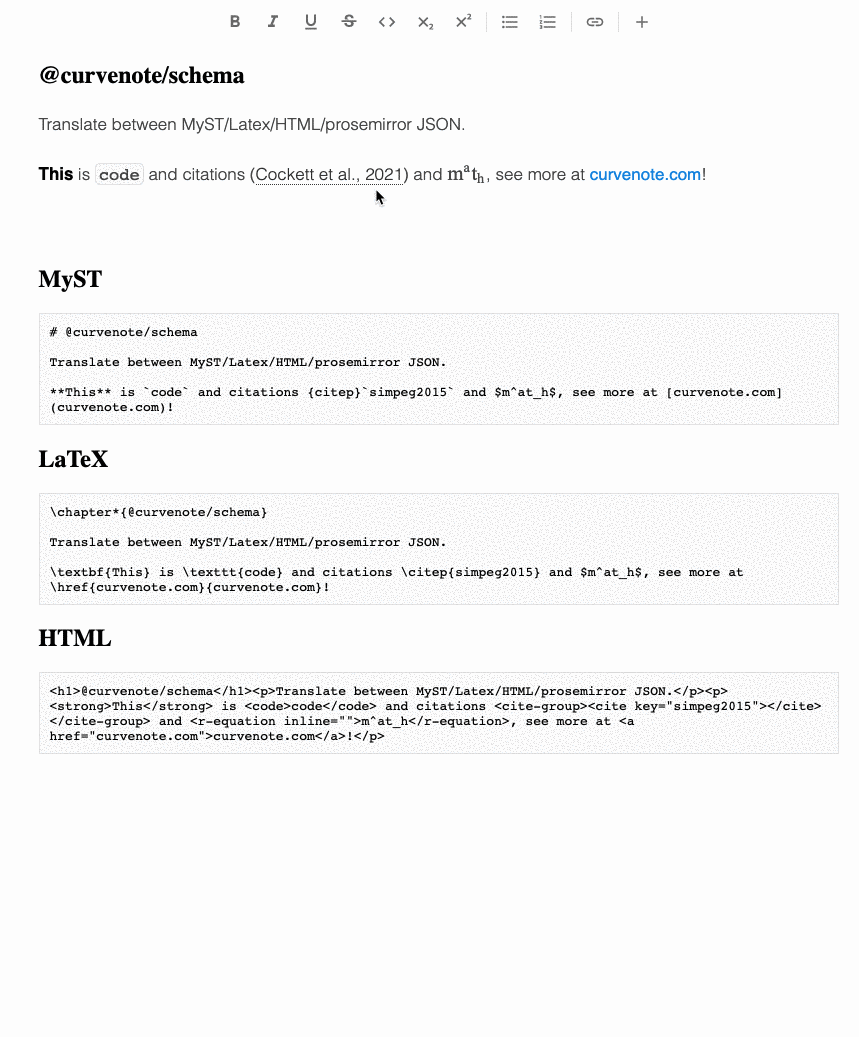 B I U S <> X₂ X²
@curvenote/schema
Translate between MyST/Latex/HTML/prosemirror JSON.
This is code and citations (Cockett et al., 2021) and mᵃtₕ, see more at curvenote.com!
MyST
# @curvenote/schema
Translate between MyST/Latex/HTML/prosemirror JSON.
**This** is `code` and citations {citep}`simpeg2015` and $m^at_h$, see more at [curvenote.com]
(curvenote.com)!
LaTeX
\chapter*{@curvenote/schema}
Translate between MyST/Latex/HTML/prosemirror JSON.
\textbf{This} is \texttt{code} and citations \citep{simpeg2015} and $m^at_h$, see more at
\href{curvenote.com}{curvenote.com}!
HTML
<h1>@curvenote/schema</h1><p>Translate between MyST/Latex/HTML/prosemirror JSON.</p><p>
<strong>This</strong> is <code>code</code> and citations <cite-group><cite key="simpeg2015"></cite>
</cite-group> and <r-equation inline="">m^at_h</r-equation>, see more at <a
href="curvenote.com">curvenote.com</a>!</p>